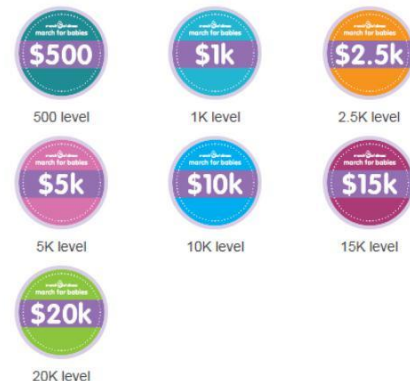 march for babies
$500
500 level
march for babies
$1k
1K level
march for babies
$2.5k
2.5K level
march for babies
$5k
5K level
march for babies
$10k
10K level
march for babies
$15k
15K level
march for babies
$20k
20K level